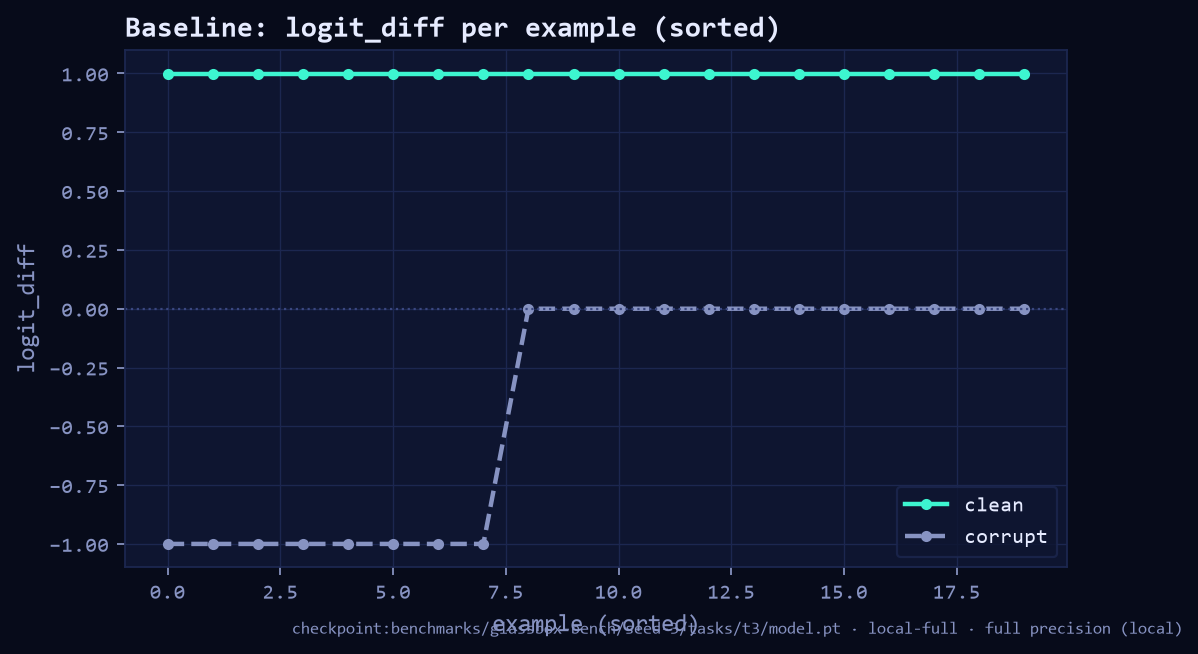 Baseline: logit_diff per example (sorted)
1.00
0.75
0.50
0.25
0.00
−0.25
−0.50
−0.75
−1.00
logit_diff
clean
corrupt
0.0 2.5 5.0 7.5 10.0 12.5 15.0 17.5
example (sorted)
checkpoint:benchmarks/glassbox-bench/seed-3/tasks/t3/model.pt · local-full · full precision (local)